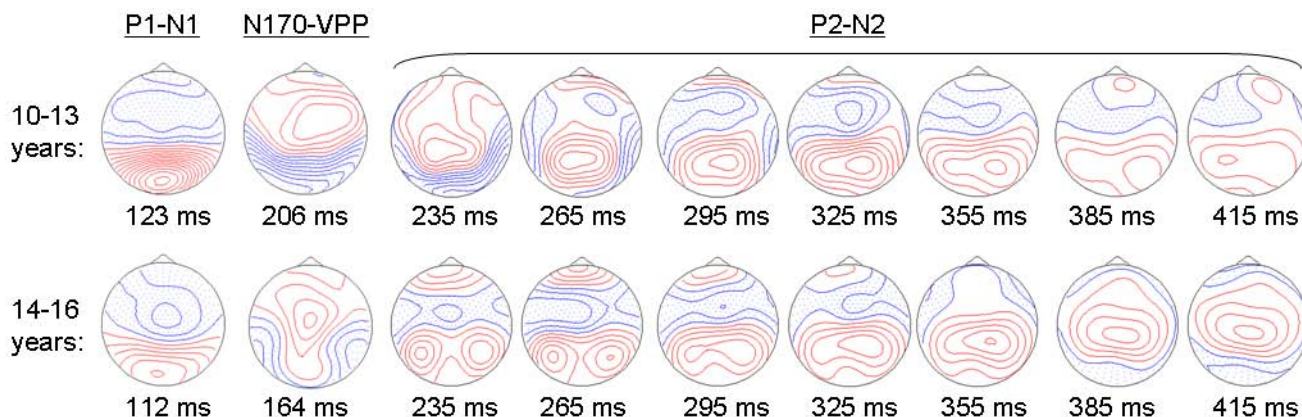 P1-N1 N170-VPP P2-N2
10-13
years:
123 ms 206 ms 235 ms 265 ms 295 ms 325 ms 355 ms 385 ms 415 ms
14-16
years:
112 ms 164 ms 235 ms 265 ms 295 ms 325 ms 355 ms 385 ms 415 ms